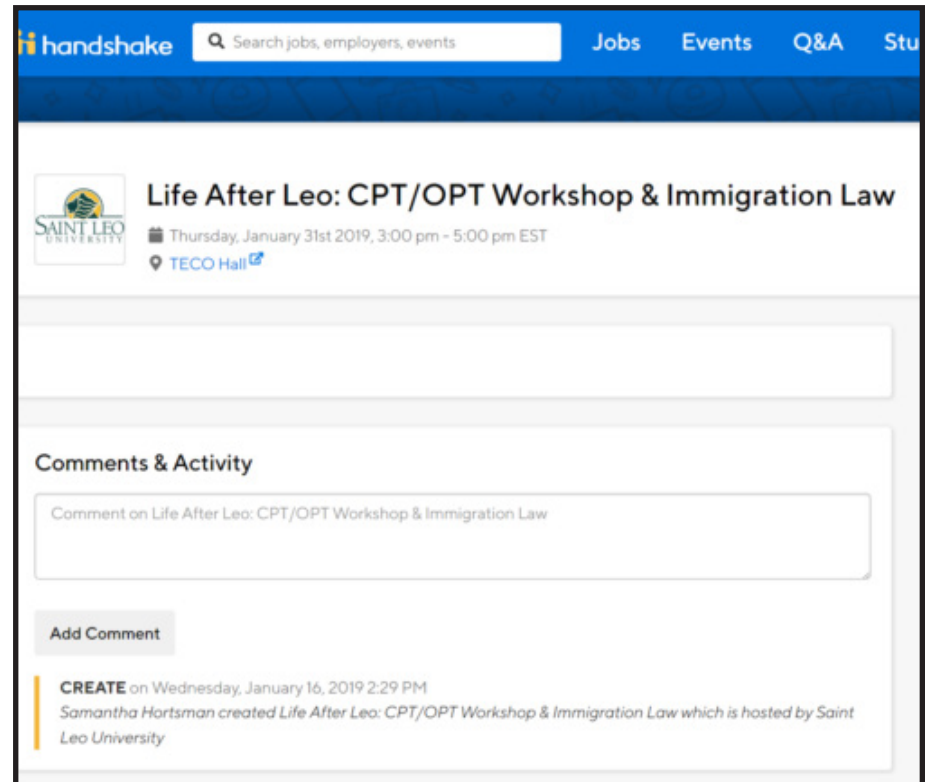 handshake
Search jobs, employers, events
Jobs
Events
Q&A
Stu
SAINT LEO
UNIVERSITY
Life After Leo: CPT/OPT Workshop & Immigration Law
Thursday, January 31st 2019, 3:00 pm - 5:00 pm EST
TECO Hall
Comments & Activity
Comment on Life After Leo: CPT/OPT Workshop & Immigration Law
Add Comment
CREATE on Wednesday, January 16, 2019 2:29 PM
Samantha Hortsman created Life After Leo: CPT/OPT Workshop & Immigration Law which is hosted by Saint
Leo University